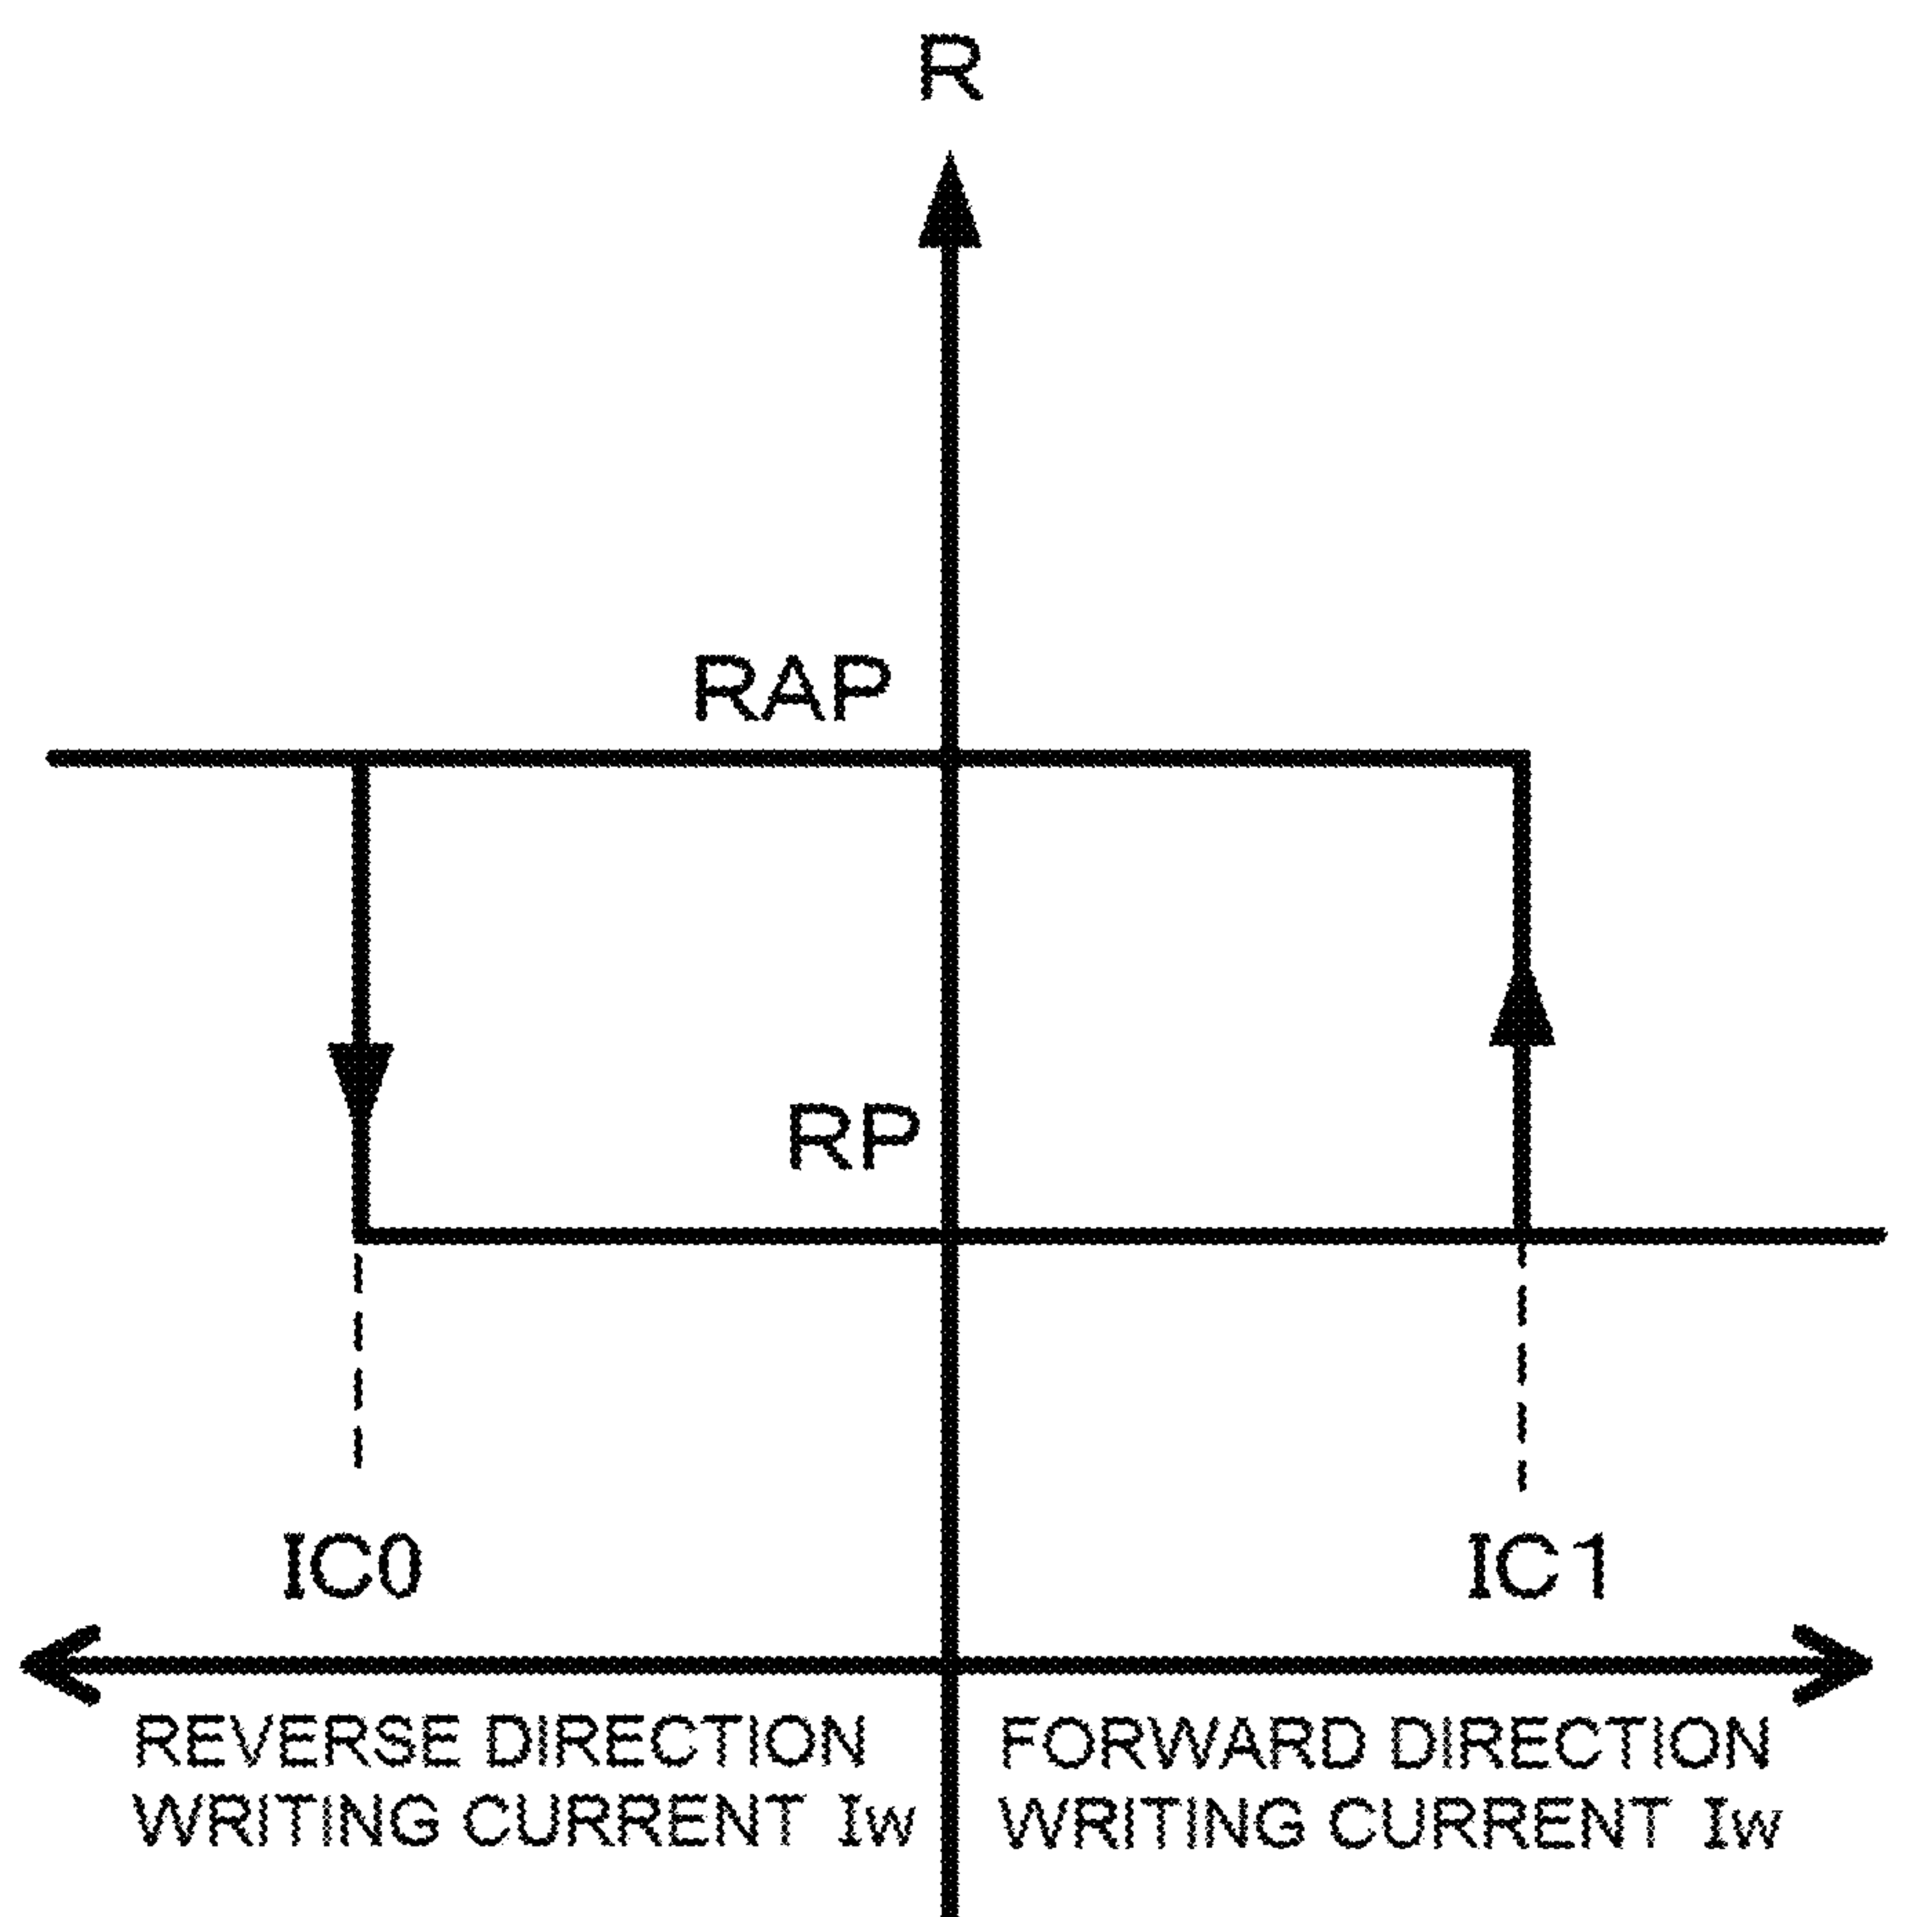 R
RAP
RP
IC0
IC1
REVERSE DIRECTION
WRITING CURRENT Iw
FORWARD DIRECTION
WRITING CURRENT Iw